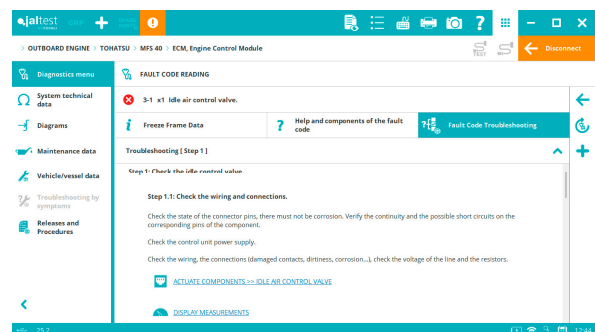 jaltest
> OUTBOARD ENGINE > TOHATSU > MFS 40 > ECM, Engine Control Module
TEST
Disconnect
Diagnostics menu
FAULT CODE READING
System technical data
3-1 x1 Idle air control valve.
Diagrams
Freeze Frame Data
Help and components of the fault code
Fault Code Troubleshooting
Maintenance data
Troubleshooting [ Step 1 ]
Vehicle/vessel data
Step 1: Check the idle control valve
Troubleshooting by symptoms
Step 1.1: Check the wiring and connections.
Check the state of the connector pins, there must not be corrosion. Verify the continuity and the possible short circuits on the
corresponding pins of the component.
Releases and Procedures
Check the control unit power supply.
Check the wiring, the connections (damaged contacts, dirtiness, corrosion...), check the voltage of the line and the resistors.
ACTUATE COMPONENTS >> IDLE AIR CONTROL VALVE
DISPLAY MEASUREMENTS
25.2
12:44